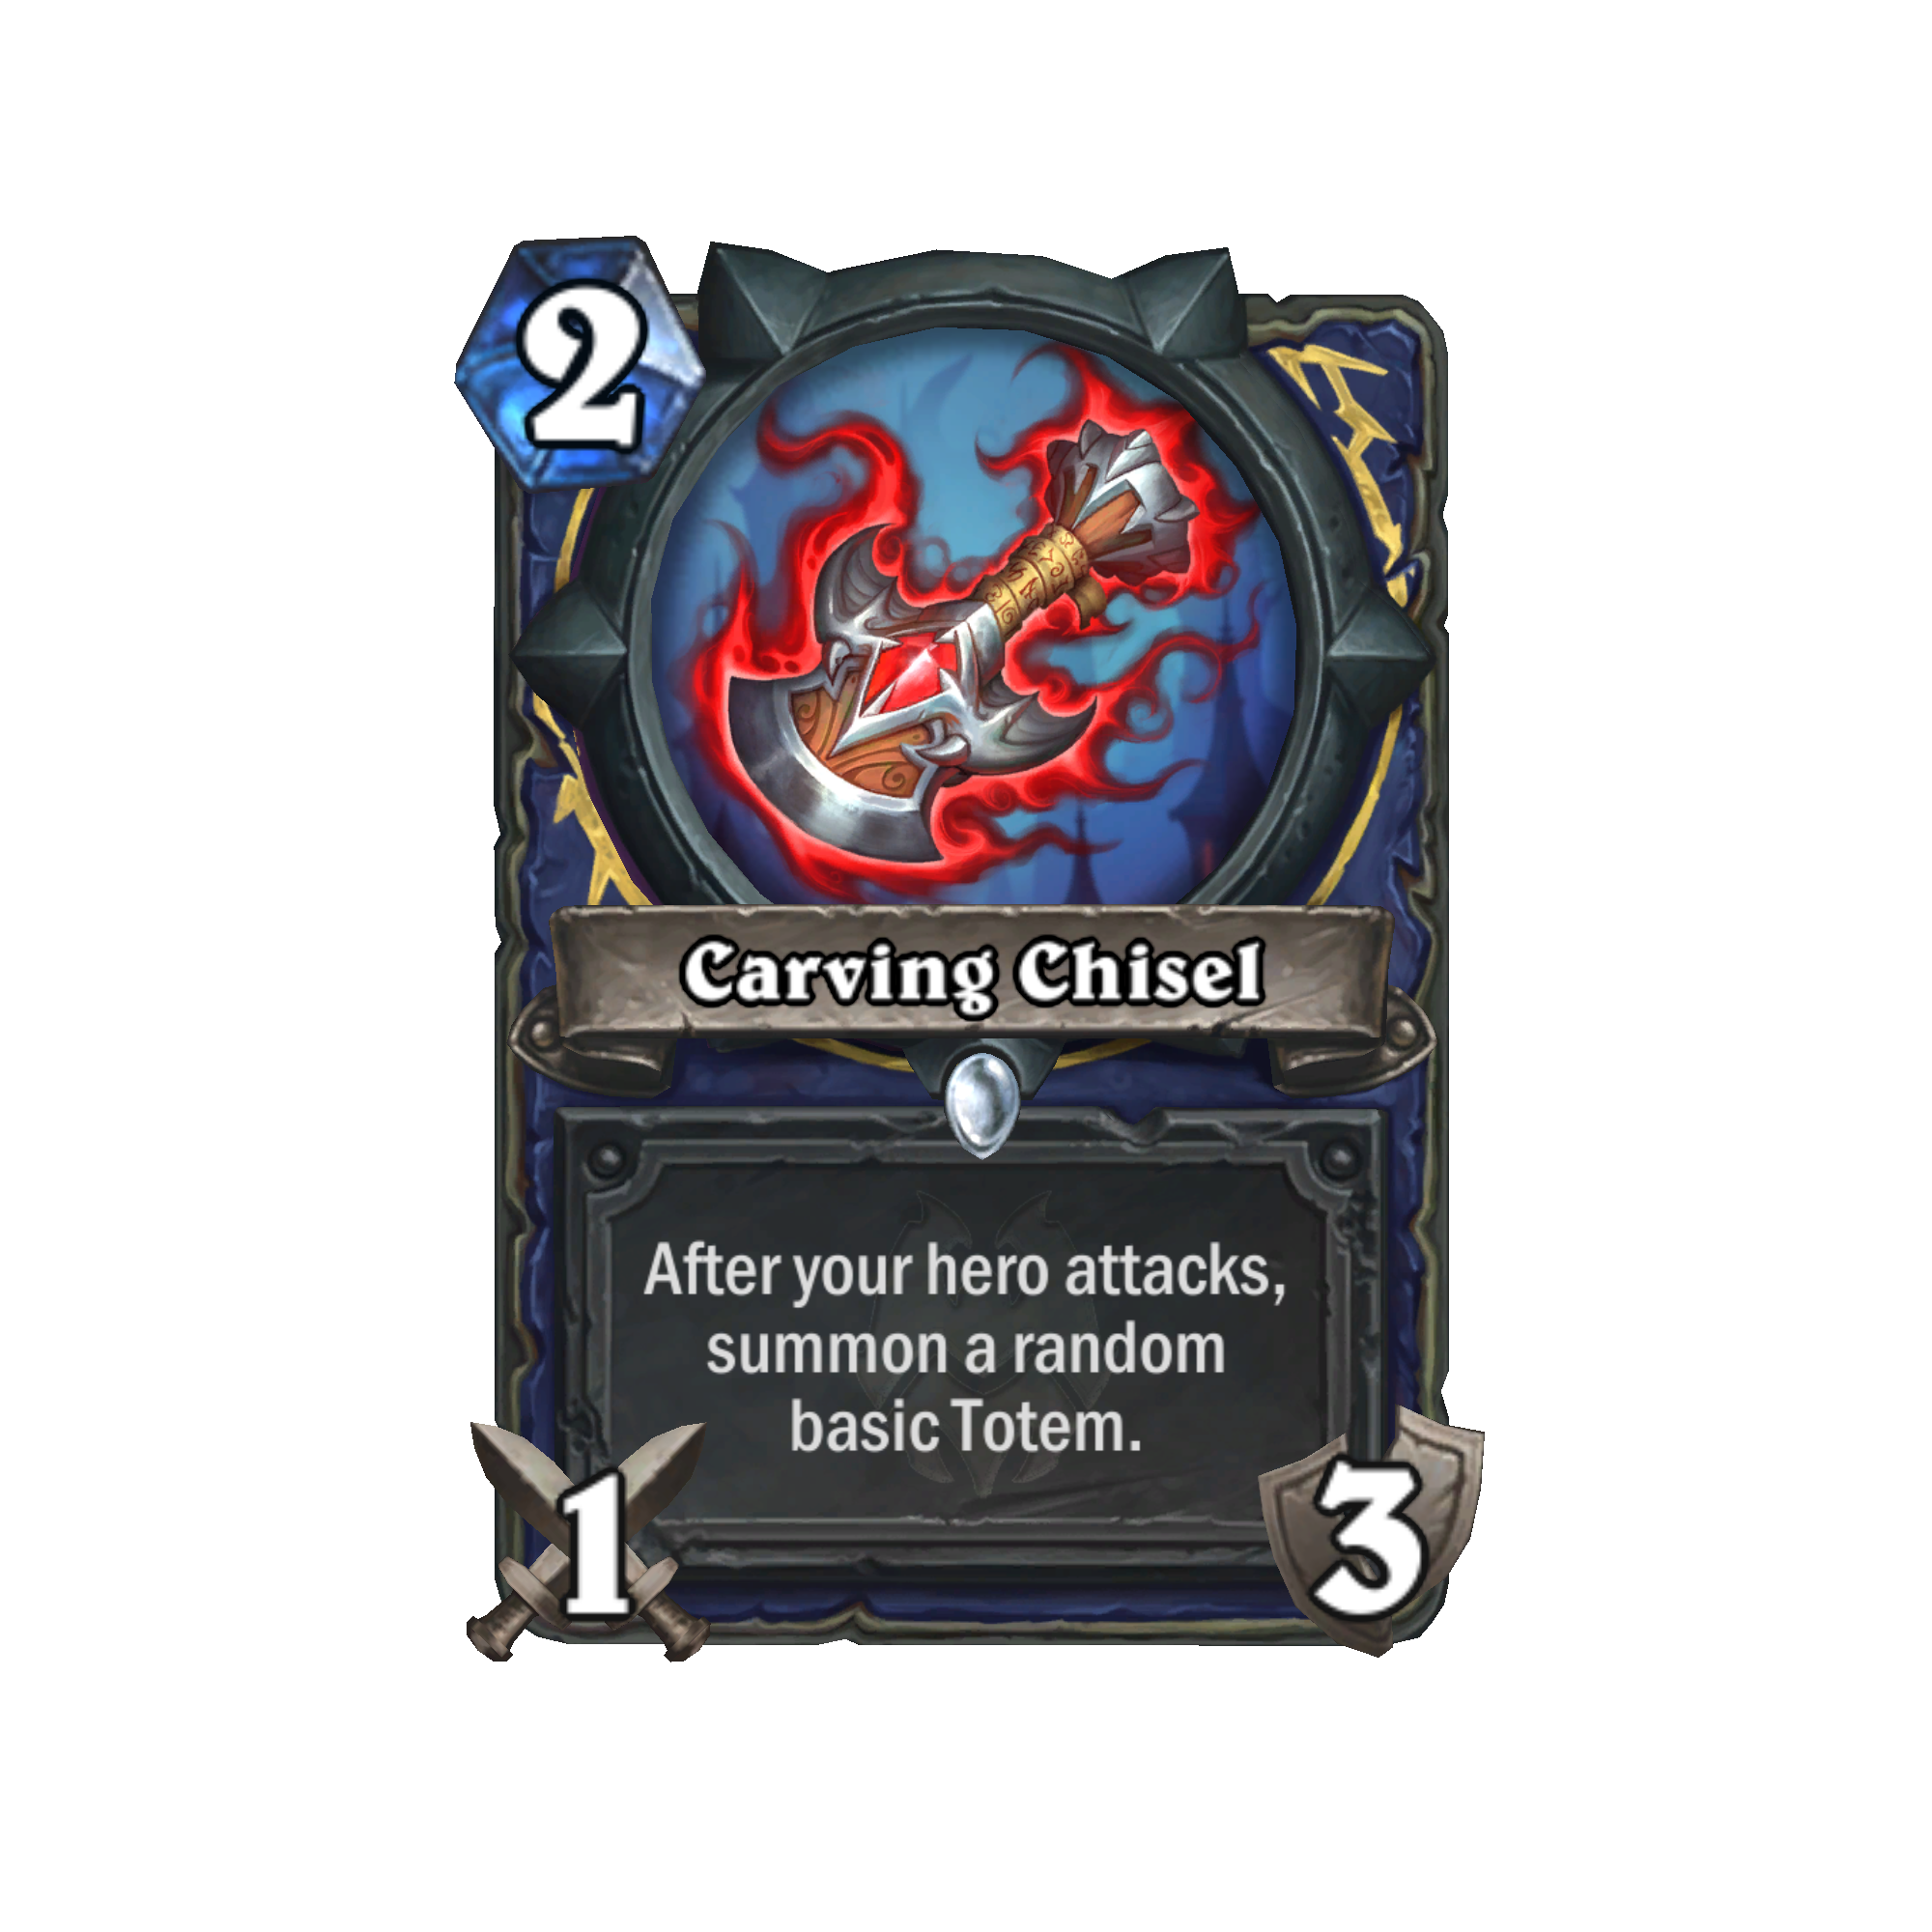 2
Carving Chisel
After your hero attacks,
summon a random
basic Totem.
1
3